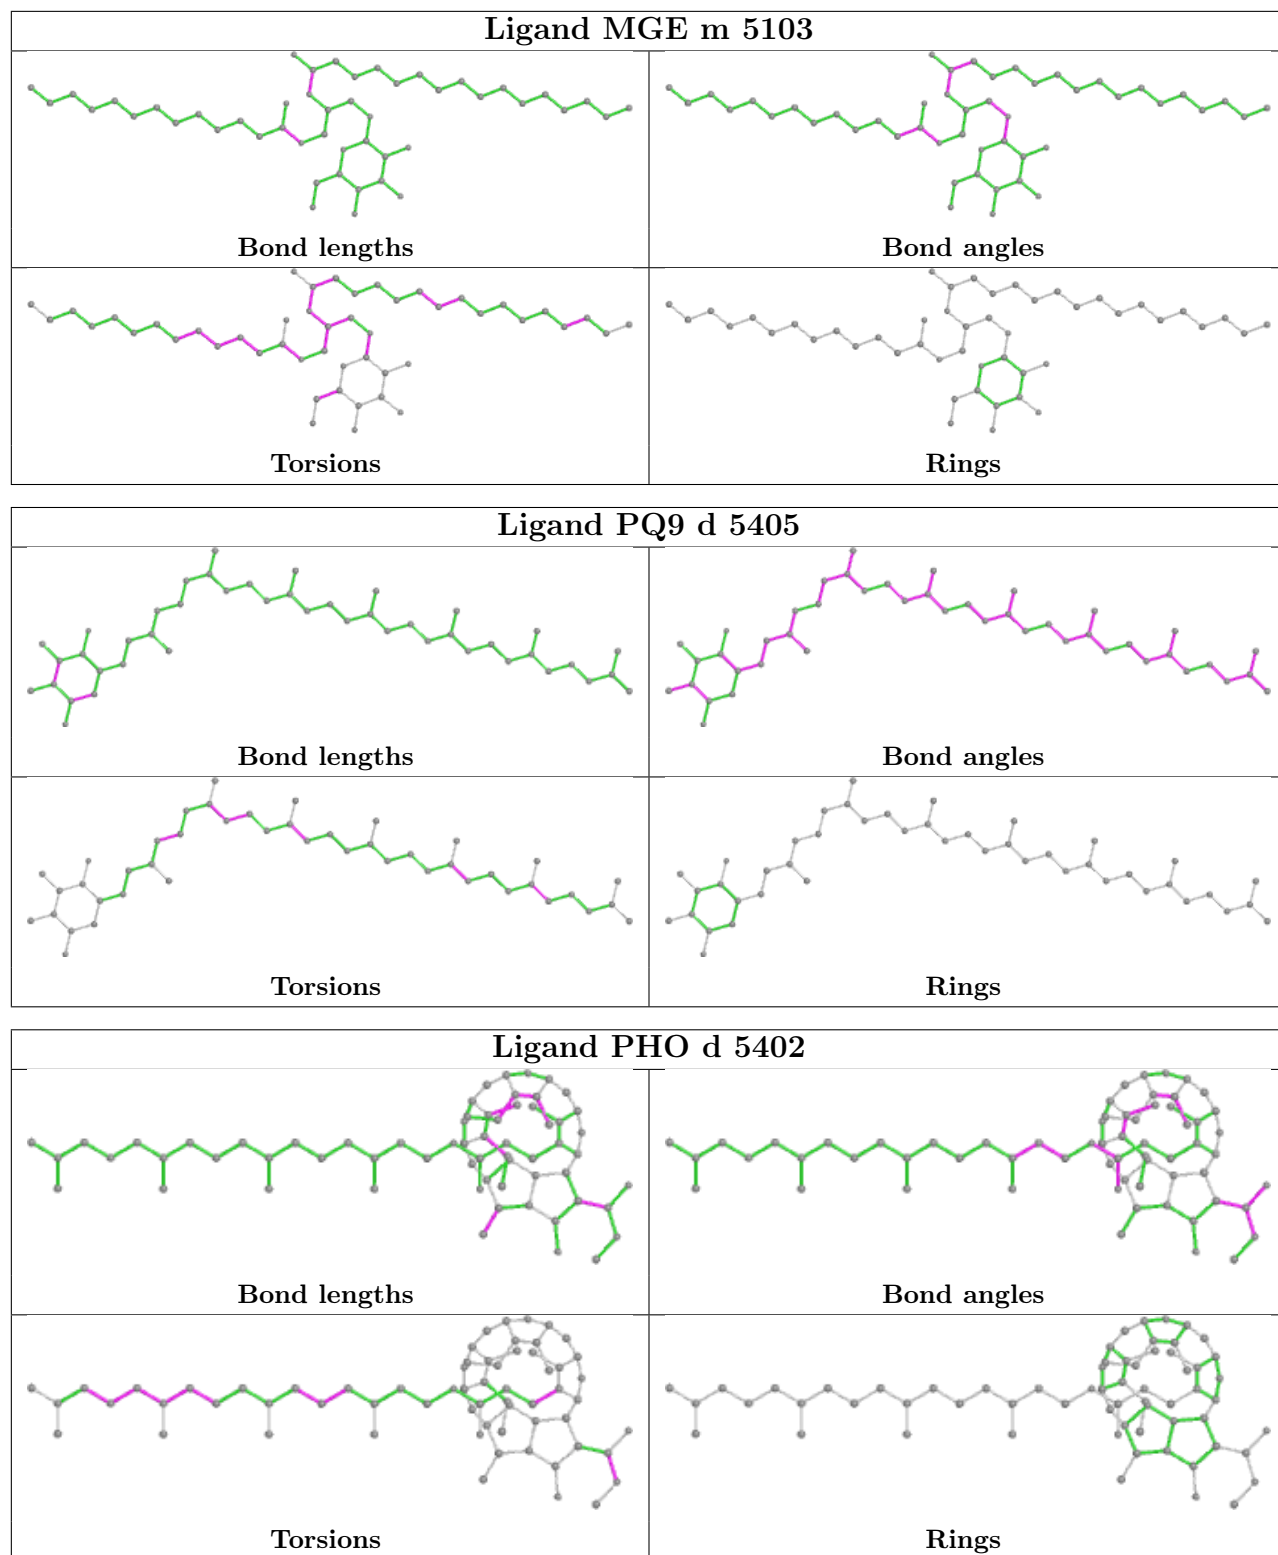 Ligand MGE m 5103
Bond lengths
Bond angles
Torsions
Rings
Ligand PQ9 d 5405
Bond lengths
Bond angles
Torsions
Rings
Ligand PHO d 5402
Bond lengths
Bond angles
Torsions
Rings